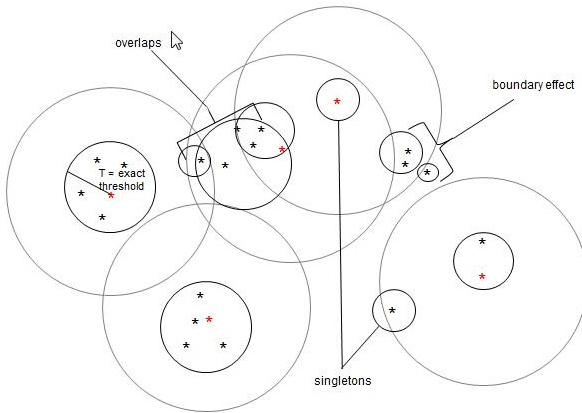 overlaps
boundary effect
T = exact
threshold
singletons